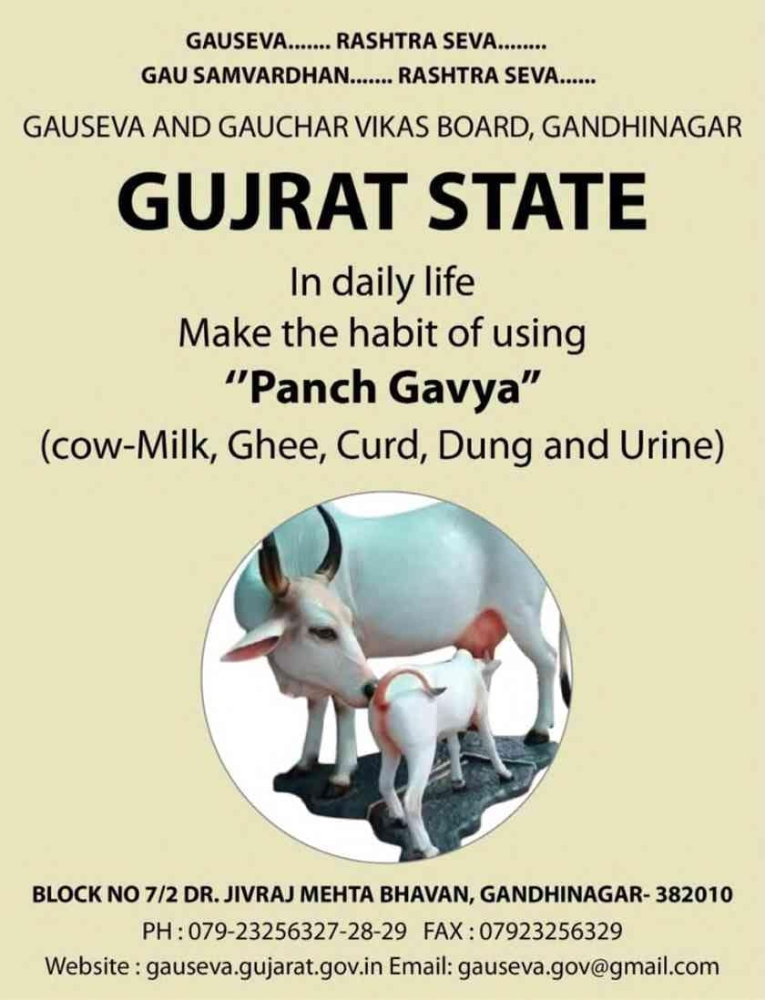 GAUSEVA....... RASHTRA SEVA........
GAU SAMVARDHAN....... RASHTRA SEVA......
GAUSEVA AND GAUCHAR VIKAS BOARD, GANDHINAGAR
GUJRAT STATE
In daily life
Make the habit of using
‘’Panch Gavya”
(cow-Milk, Ghee, Curd, Dung and Urine)
BLOCK NO 7/2 DR. JIVRAJ MEHTA BHAVAN, GANDHINAGAR- 382010
PH : 079-23256327-28-29 FAX : 07923256329
Website : gauseva.gujarat.gov.in Email: gauseva.gov@gmail.com